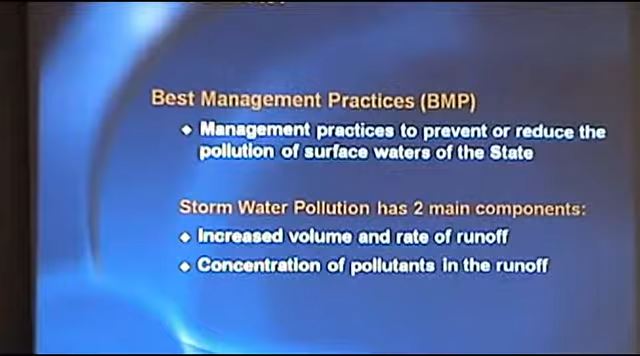 Best Management Practices (BMP)
◆ Management practices to prevent or reduce the
pollution of surface waters of the State
Storm Water Pollution has 2 main components:
◆ Increased volume and rate of runoff
◆ Concentration of pollutants in the runoff